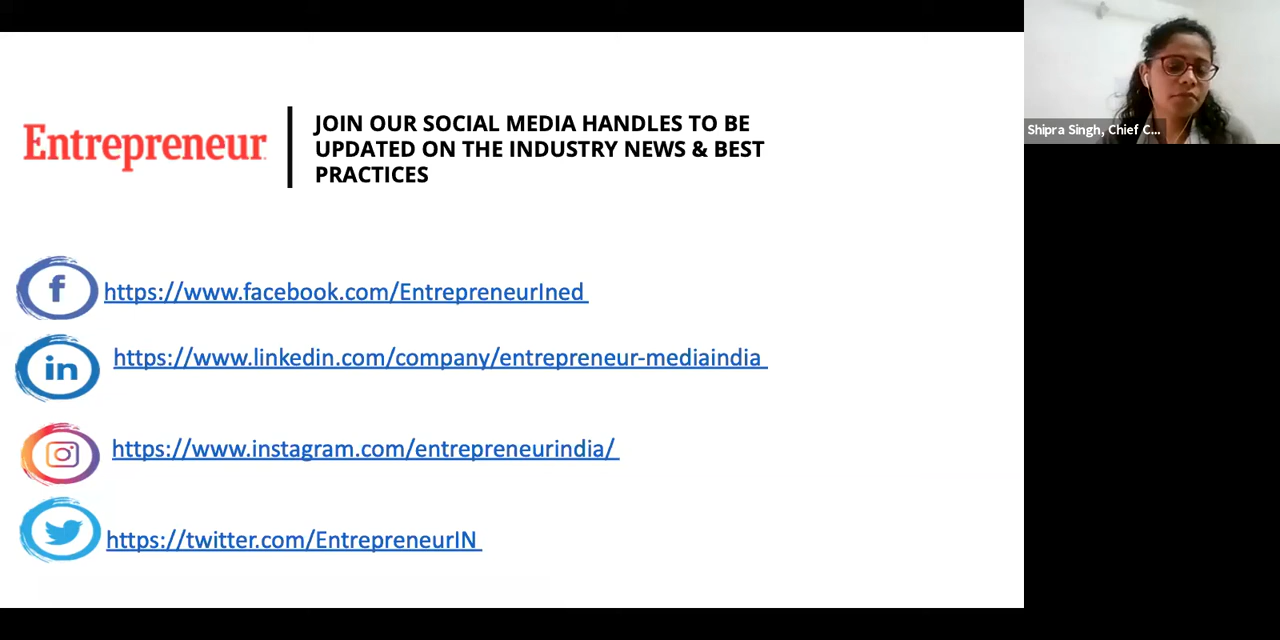 Entrepreneur
JOIN OUR SOCIAL MEDIA HANDLES TO BE
UPDATED ON THE INDUSTRY NEWS & BEST
PRACTICES
https://www.facebook.com/EntrepreneurIned
https://www.linkedin.com/company/entrepreneur-mediaindia
https://www.instagram.com/entrepreneurindia/
https://twitter.com/EntrepreneurIN
Shipra Singh, Chief C...